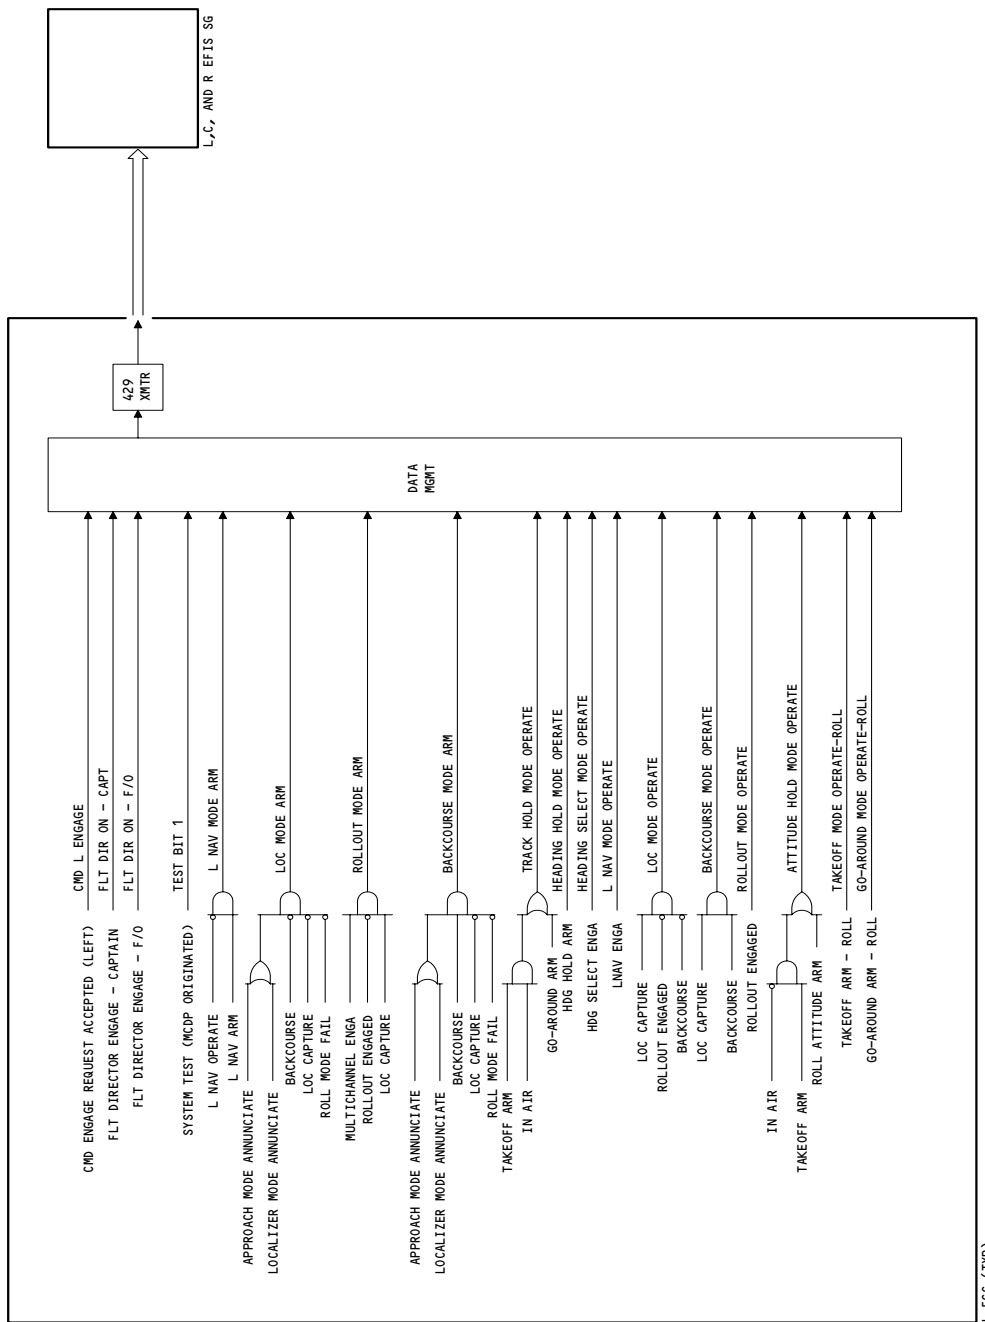 CMD ENGAGE REQUEST ACCEPTED (LEFT)
CMD L ENGAGE
FLT DIRECTOR ENGAGE - CAPTAIN
FLT DIR ON - CAPT
FLT DIRECTOR ENGAGE - F/O
FLT DIR ON - F/O
SYSTEM TEST (MCDP ORIGINATED)
TEST BIT 1
L NAV OPERATE
L NAV ARM
L NAV MODE ARM
APPROACH MODE ANNUNCIATE
LOCALIZER MODE ANNUNCIATE
BACKCOURSE
LOC CAPTURE
ROLL MODE FAIL
LOC MODE ARM
MULTICHANNEL ENGA
ROLLOUT ENGAGED
LOC CAPTURE
ROLLOUT MODE ARM
APPROACH MODE ANNUNCIATE
LOCALIZER MODE ANNUNCIATE
BACKCOURSE
LOC CAPTURE
ROLL MODE FAIL
BACKCOURSE MODE ARM
TAKEOFF ARM
IN AIR
GO-AROUND ARM
TRACK HOLD MODE OPERATE
HDG HOLD ARM
HEADING HOLD MODE OPERATE
HDG SELECT ENGA
HEADING SELECT MODE OPERATE
LNAV ENGA
L NAV MODE OPERATE
LOC CAPTURE
ROLLOUT ENGAGED
BACKCOURSE
LOC MODE OPERATE
LOC CAPTURE
BACKCOURSE
BACKCOURSE MODE OPERATE
ROLLOUT ENGAGED
ROLLOUT MODE OPERATE
IN AIR
TAKEOFF ARM
ROLL ATTITUDE ARM
ATTITUDE HOLD MODE OPERATE
TAKEOFF ARM - ROLL
TAKEOFF MODE OPERATE-ROLL
GO-AROUND ARM - ROLL
GO-AROUND MODE OPERATE-ROLL
DATA
MGMT
429
XMTR
L,C, AND R EFIS SG